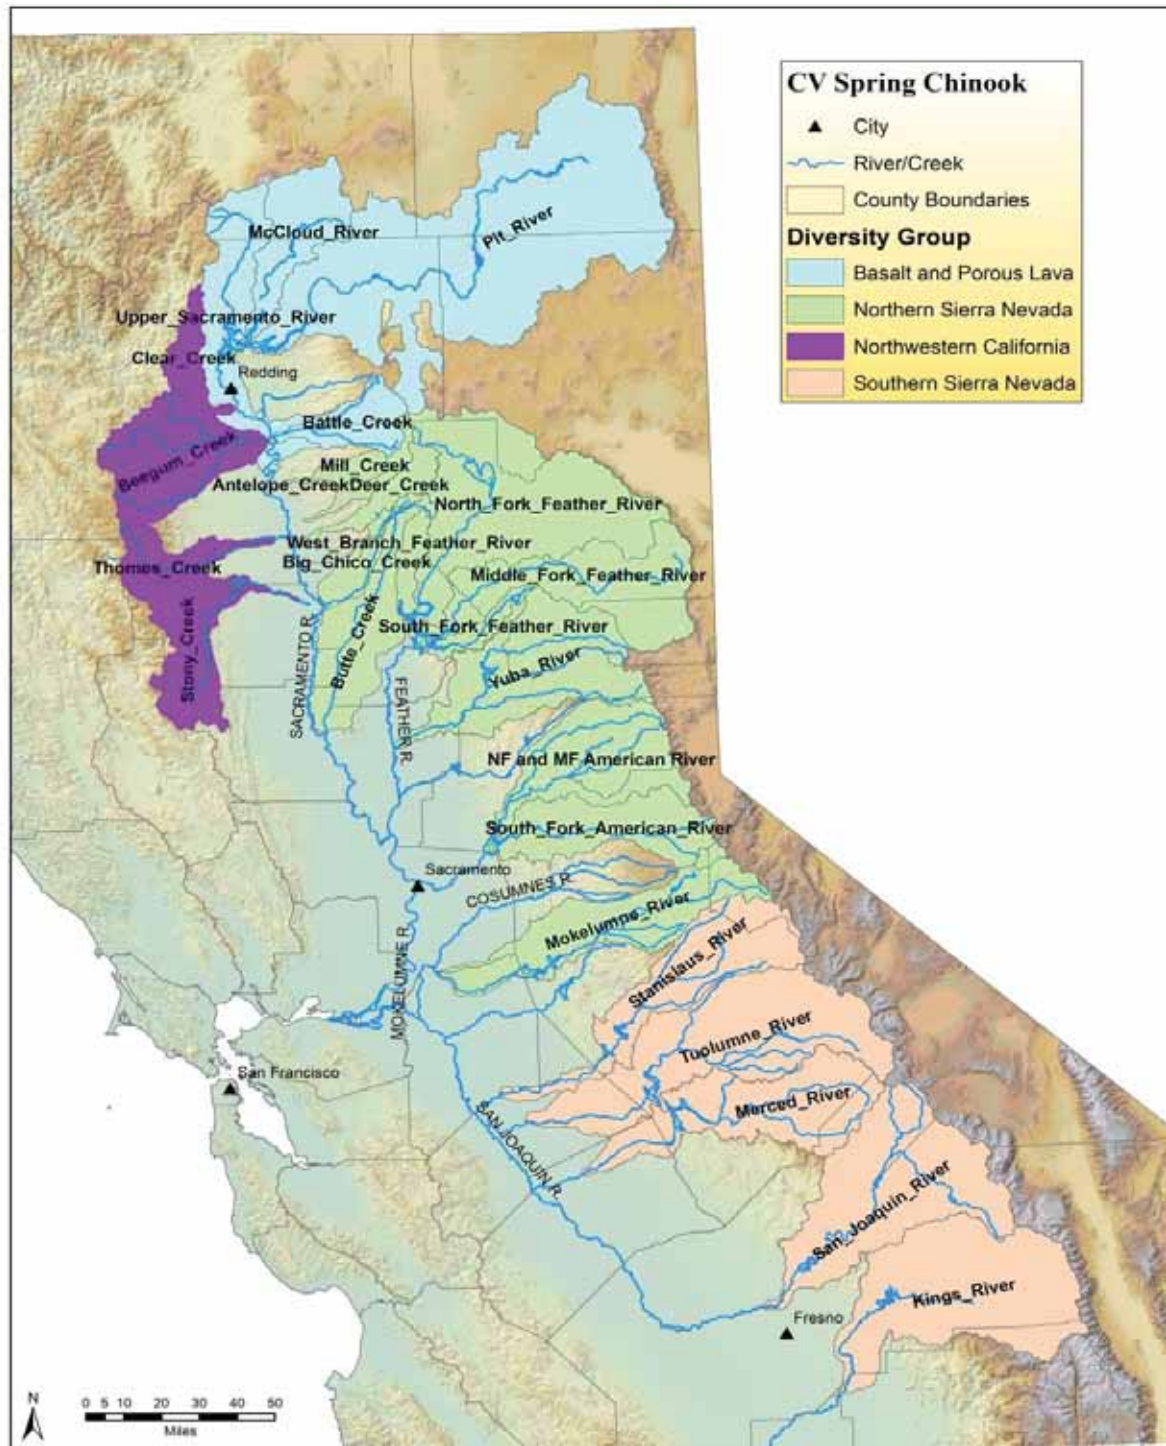 CV Spring Chinook
City
River/Creek
County Boundaries
Diversity Group
Basalt and Porous Lava
Northern Sierra Nevada
Northwestern California
Southern Sierra Nevada
McCloud_River
Pit_River
Upper_Sacramento_River
Clear_Creek
Redding
Battle_Creek
Beegum_Creek
Mill_Creek
Antelope_CreekDeer_Creek
North_Fork_Feather_River
West_Branch_Feather_River
Big_Chico_Creek
Thomes_Creek
Middle_Fork_Feather_River
Stony_Creek
SACRAMENTO R.
Butte_Creek
South_Fork_Feather_River
FEATHER R.
Yuba_River
NF and MF American River
South_Fork_American_River
Sacramento
COSUMNES R.
Mokelumne_River
MOKELUMNE R.
Stanislaus_River
Tuolumne_River
San Francisco
Merced_River
SAN JOAQUIN R.
San_Joaquin_River
Kings_River
Fresno
N
0 5 10 20 30 40 50
Miles